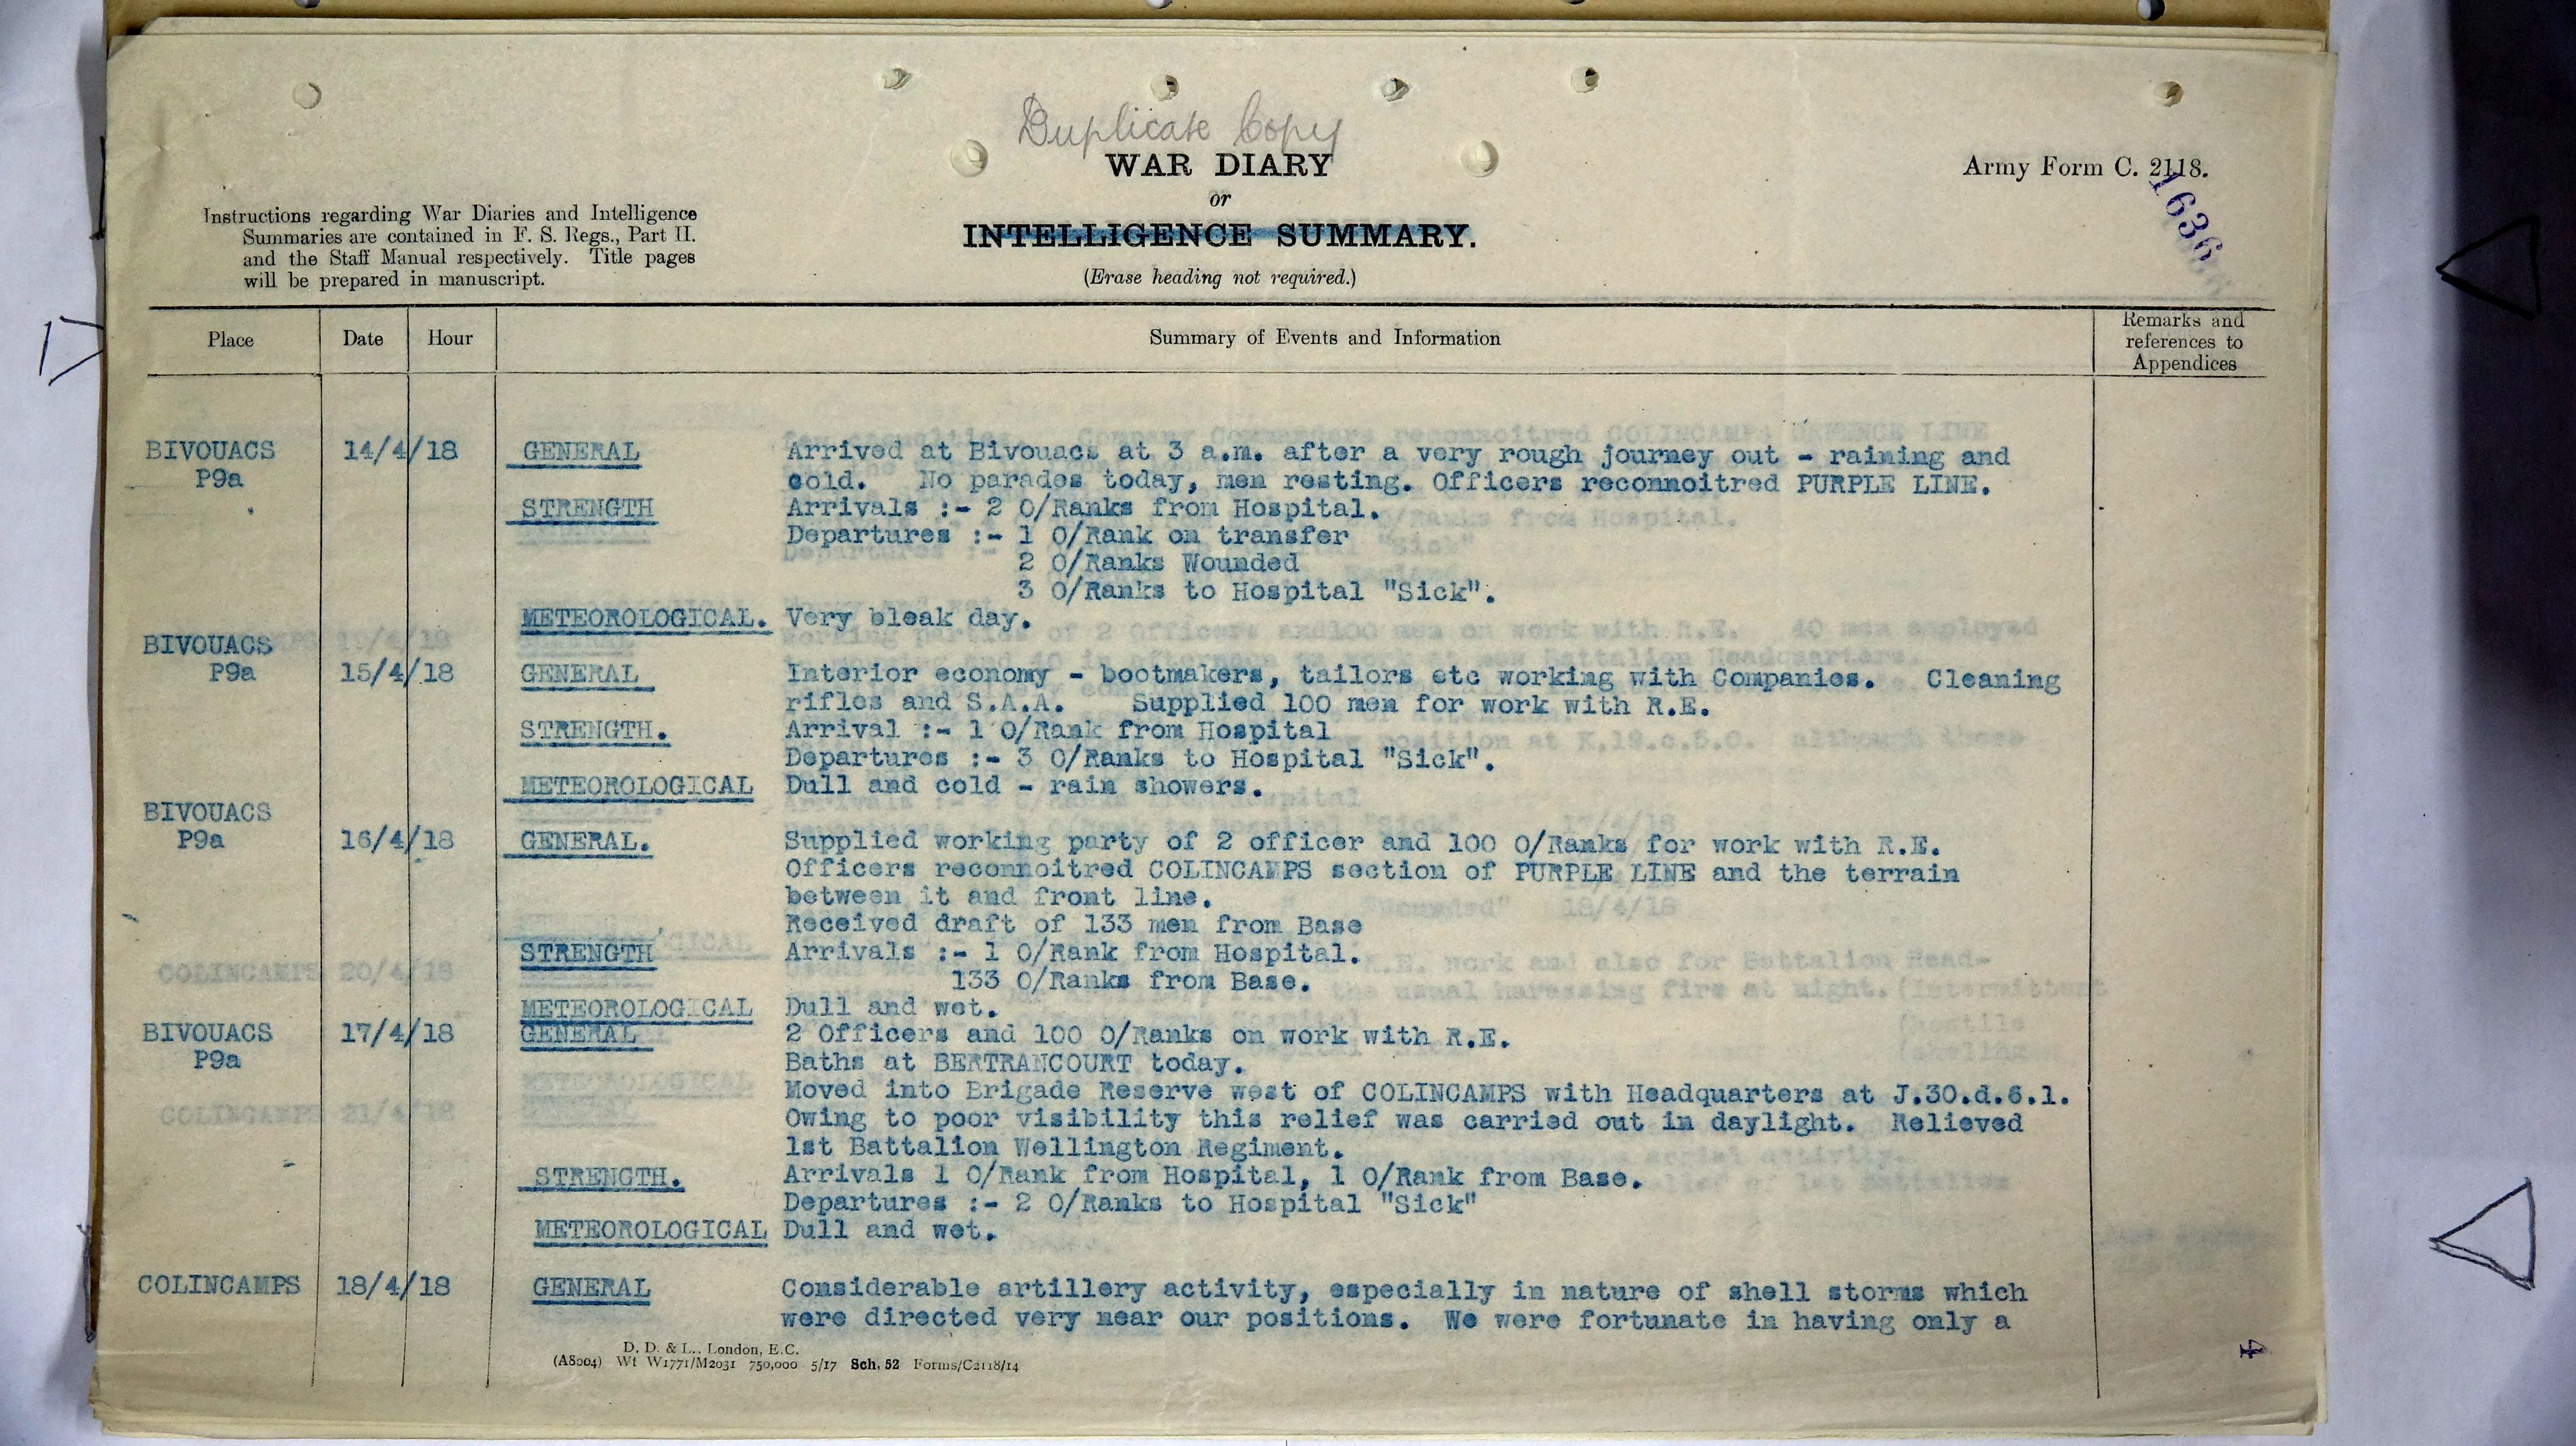 Duplicate Copy
WAR DIARY
or
INTELLIGENCE SUMMARY.
(Erase heading not required.)
Army Form C. 2118.
1636
Instructions regarding War Diaries and Intelligence
Summaries are contained in F. S. Regs., Part II.
and the Staff Manual respectively. Title pages
will be prepared in manuscript.
Place Date Hour Summary of Events and Information Remarks and references to Appendices
BIVOUACS 14/4/18 GENERAL Arrived at Bivouacs at 3 a.m. after a very rough journey out - raining and
P9a cold. No parades today, men resting. Officers reconnoitred PURPLE LINE.
STRENGTH Arrivals :- 2 O/Ranks from Hospital.
Departures :- 1 O/Rank on transfer
2 O/Ranks Wounded
3 O/Ranks to Hospital "Sick".
METEOROLOGICAL. Very bleak day.
BIVOUACS
P9a 15/4/18 GENERAL Interior economy - bootmakers, tailors etc working with Companies. Cleaning
rifles and S.A.A. Supplied 100 men for work with R.E.
STRENGTH. Arrival :- 1 O/Rank from Hospital
Departures :- 3 O/Ranks to Hospital "Sick".
METEOROLOGICAL Dull and cold - rain showers.
BIVOUACS
P9a 16/4/18 GENERAL. Supplied working party of 2 officer and 100 O/Ranks for work with R.E.
Officers reconnoitred COLINCAMPS section of PURPLE LINE and the terrain
between it and front line.
Received draft of 133 men from Base
STRENGTH Arrivals :- 1 O/Rank from Hospital.
133 O/Ranks from Base.
METEOROLOGICAL Dull and wet.
BIVOUACS 17/4/18 GENERAL 2 Officers and 100 O/Ranks on work with R.E.
P9a Baths at BERTRANCOURT today.
Moved into Brigade Reserve west of COLINCAMPS with Headquarters at J.30.d.6.1.
Owing to poor visibility this relief was carried out in daylight. Relieved
1st Battalion Wellington Regiment.
STRENGTH. Arrivals 1 O/Rank from Hospital, 1 O/Rank from Base.
Departures :- 2 O/Ranks to Hospital "Sick"
METEOROLOGICAL Dull and wet.
COLINCAMPS 18/4/18 GENERAL Considerable artillery activity, especially in nature of shell storms which
were directed very near our positions. We were fortunate in having only a
D. D. & L., London, E.C.
(A8004) Wt W1771/M2031 750,000 5/17 Sch. 52 Forms/C2118/14
4